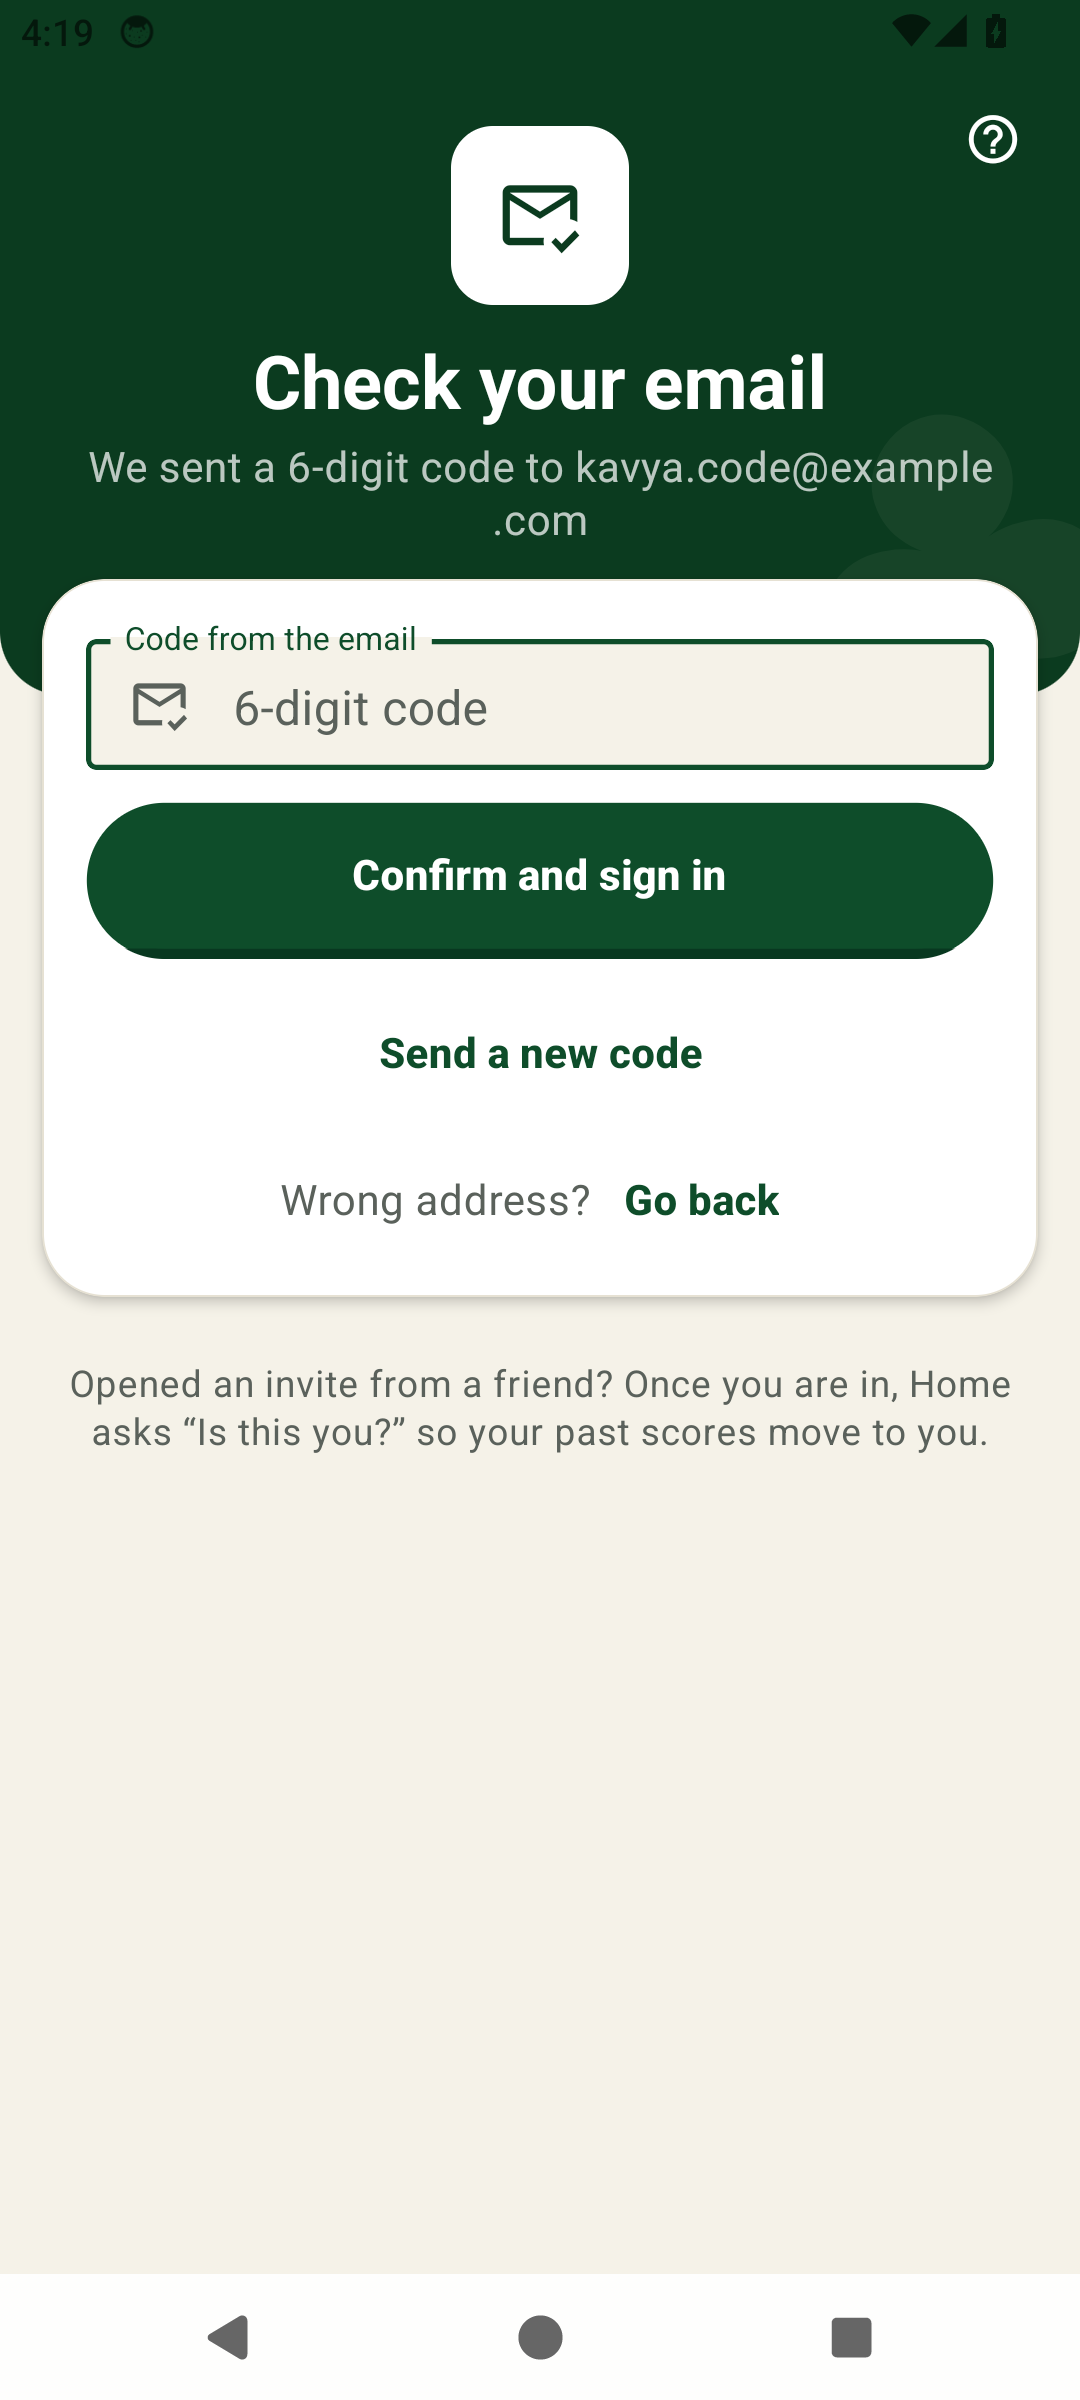 4:19
Check your email
We sent a 6-digit code to kavya.code@example
.com
Code from the email
6-digit code
Confirm and sign in
Send a new code
Wrong address? Go back
Opened an invite from a friend? Once you are in, Home
asks “Is this you?” so your past scores move to you.